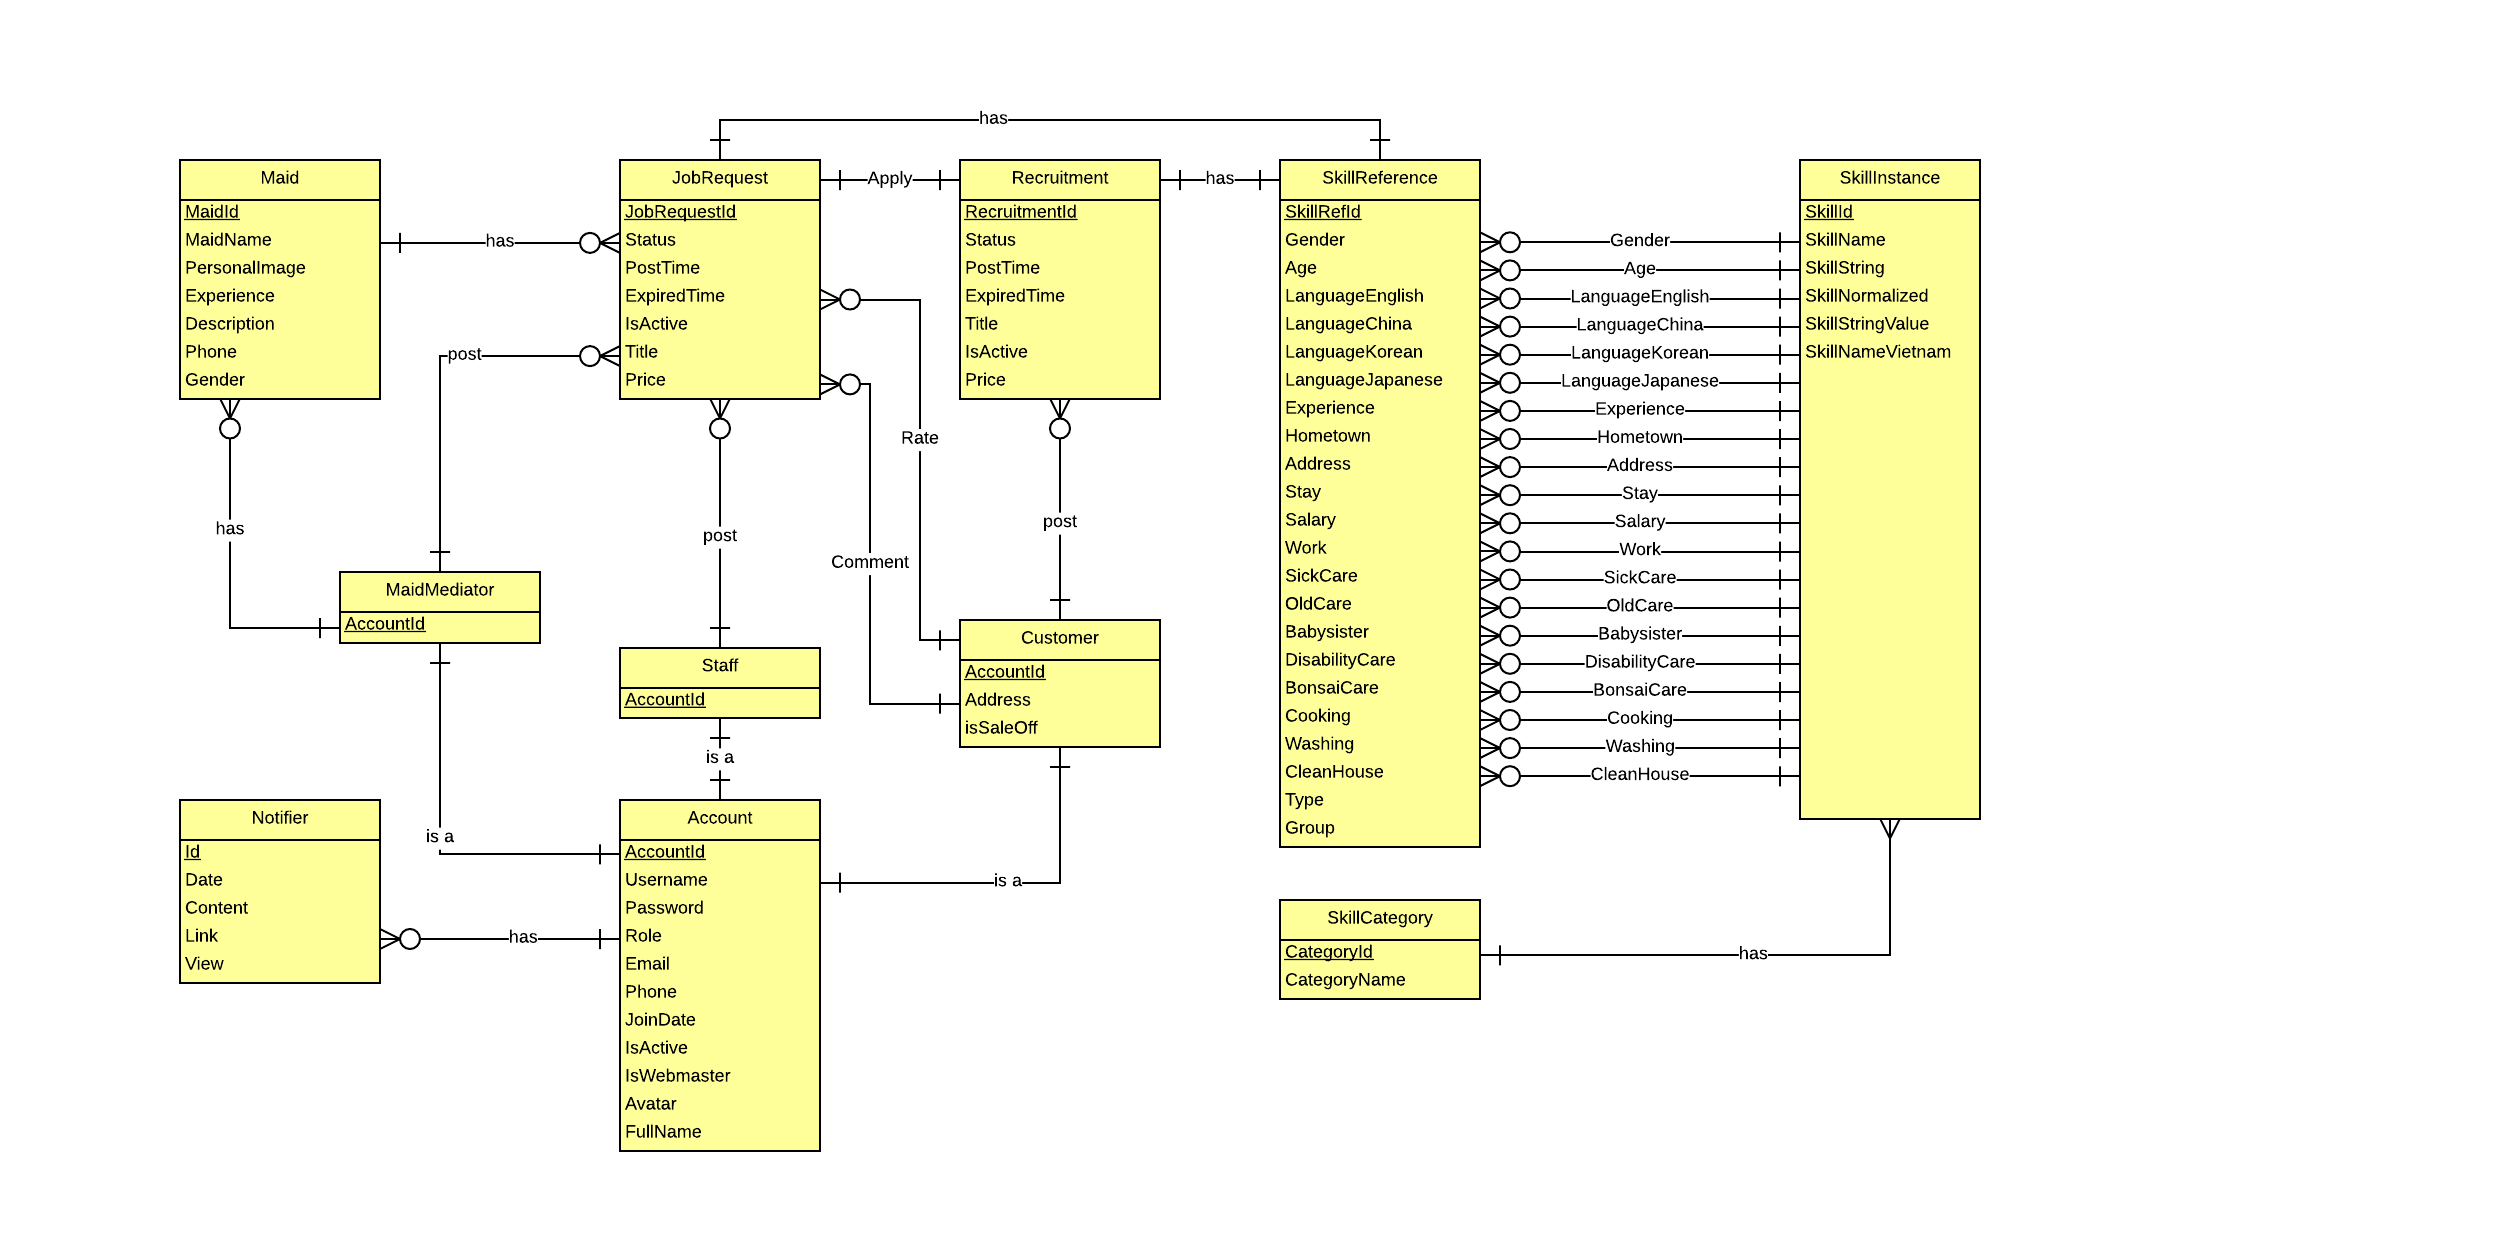 has
Maid
MaidId
MaidName
PersonalImage
Experience
Description
Phone
Gender
has
JobRequest
JobRequestId
Status
PostTime
ExpiredTime
IsActive
Title
Price
Apply
Recruitment
RecruitmentId
Status
PostTime
ExpiredTime
Title
IsActive
Price
has
SkillReference
SkillRefId
Gender
Age
LanguageEnglish
LanguageChina
LanguageKorean
LanguageJapanese
Experience
Hometown
Address
Stay
Salary
Work
SickCare
OldCare
Babysister
DisabilityCare
BonsaiCare
Cooking
Washing
CleanHouse
Type
Group
Gender
Age
LanguageEnglish
LanguageChina
LanguageKorean
LanguageJapanese
Experience
Hometown
Address
Stay
Salary
Work
SickCare
OldCare
Babysister
DisabilityCare
BonsaiCare
Cooking
Washing
CleanHouse
SkillInstance
SkillId
SkillName
SkillString
SkillNormalized
SkillStringValue
SkillNameVietnam
post
Rate
has
post
Comment
post
MaidMediator
AccountId
Staff
AccountId
Customer
AccountId
Address
isSaleOff
is a
is a
is a
Notifier
Id
Date
Content
Link
View
has
Account
AccountId
Username
Password
Role
Email
Phone
JoinDate
IsActive
IsWebmaster
Avatar
FullName
SkillCategory
CategoryId
CategoryName
has